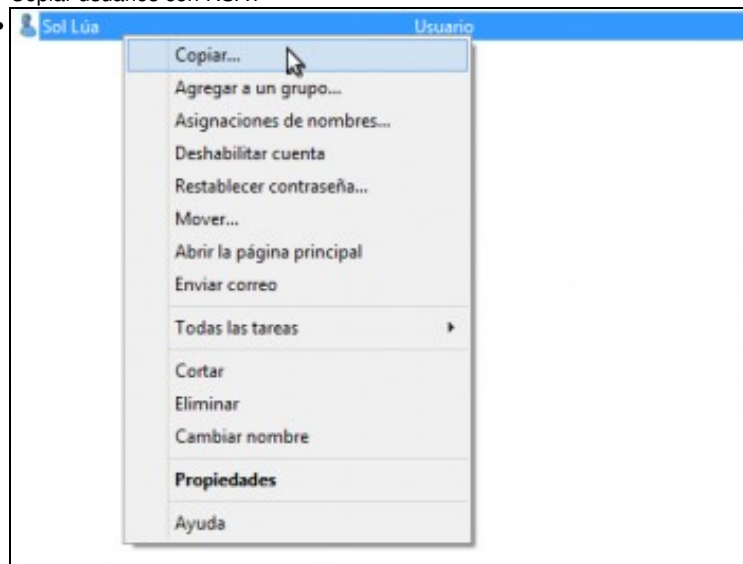 Copiar usuarios con RSAT
Sol Lúa Usuario
Copiar...
Agregar a un grupo...
Asignaciones de nombres...
Deshabilitar cuenta
Restablecer contraseña...
Mover...
Abrir la página principal
Enviar correo
Todas las tareas
Cortar
Eliminar
Cambiar nombre
Propiedades
Ayuda